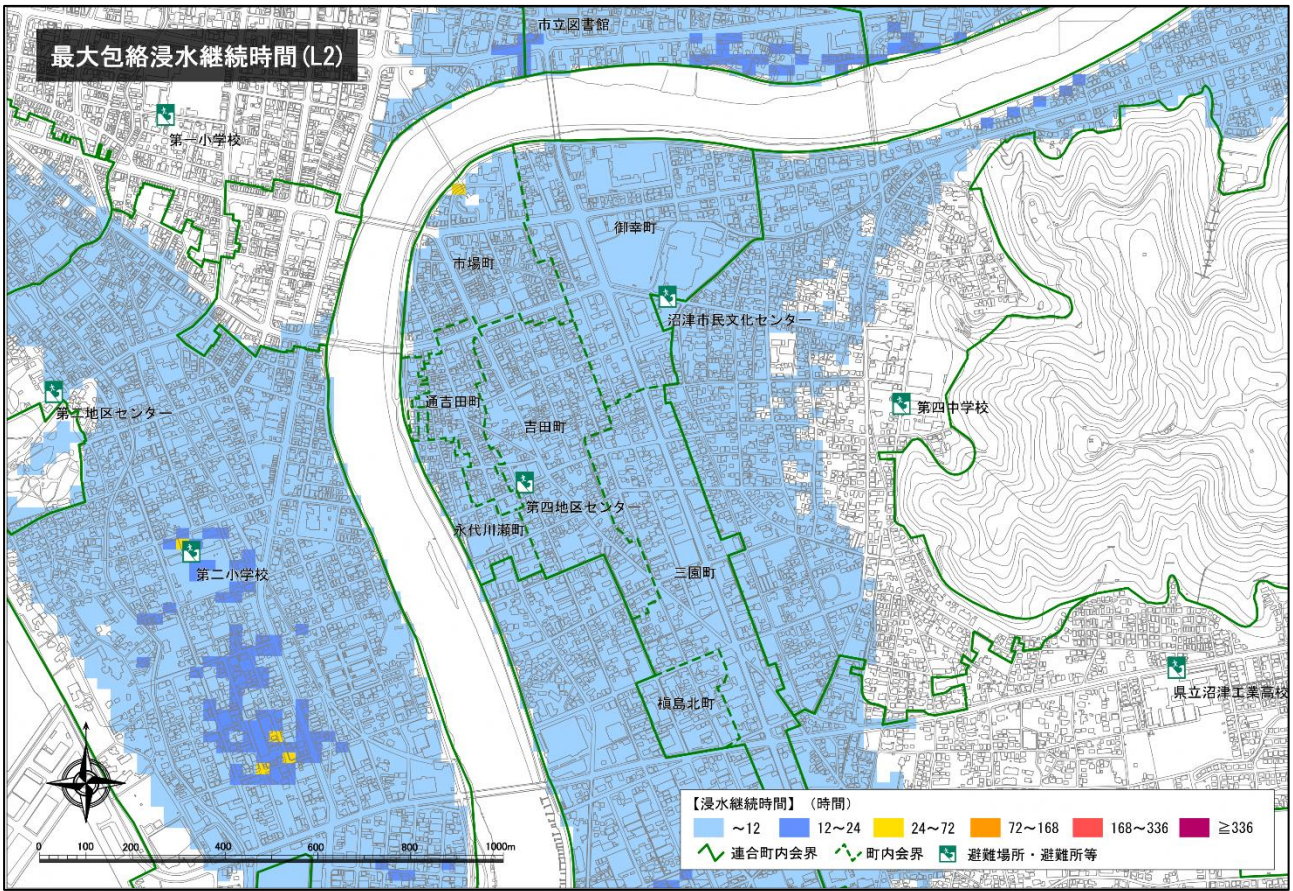 最大包絡浸水継続時間(L2)
市立図書館
第一小学校
御幸町
市場町
沼津市民文化センター
第二地区センター
通吉田町
吉田町
第四中学校
第四地区センター
永代川瀬町
第二小学校
三園町
県立沼津工業高校
槇島北町
【浸水継続時間】（時間）
～12 12～24 24～72 72～168 168～336 ≧336
連合町内会界 町内会界 避難場所・避難所等
0 100 200 400 600 800 1000m